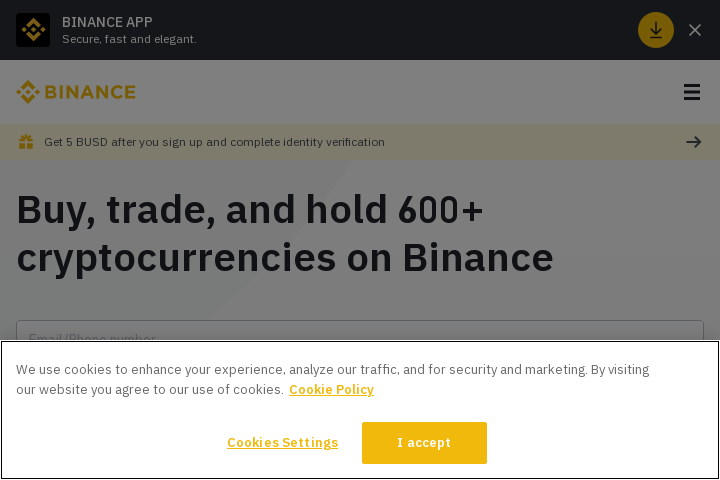 BINANCE APP
Secure, fast and elegant.
BINANCE
Get 5 BUSD after you sign up and complete identity verification
Buy, trade, and hold 600+
cryptocurrencies on Binance
Email/Phone number
We use cookies to enhance your experience, analyze our traffic, and for security and marketing. By visiting
our website you agree to our use of cookies. Cookie Policy
Cookies Settings
I accept